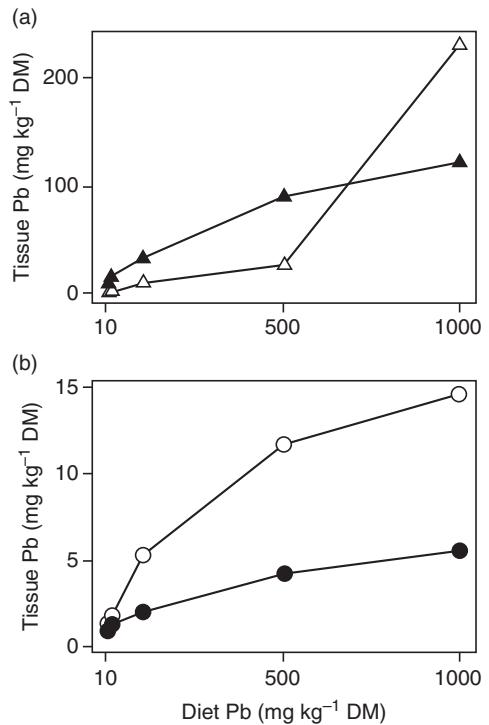 (a)
200
100
0
Tissue Pb (mg kg⁻¹ DM)
10 500 1000
(b)
15
10
5
0
Tissue Pb (mg kg⁻¹ DM)
10 500 1000
Diet Pb (mg kg⁻¹ DM)